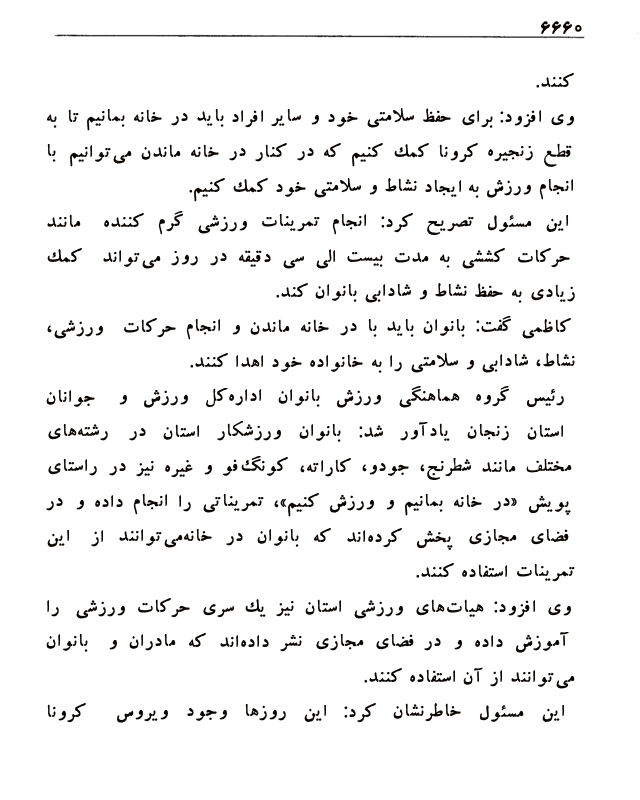 ۶۶۶۰
کنند.
وی افزود: برای حفظ سلامتی خود و سایر افراد باید در خانه بمانیم تا به
قطع زنجیره کرونا کمك کنیم که در کنار در خانه ماندن می‌توانیم با
انجام ورزش به ایجاد نشاط و سلامتی خود کمك کنیم.
این مسئول تصریح کرد: انجام تمرینات ورزشی گرم کننده مانند
حرکات کششی به مدت بیست الی سی دقیقه در روز می‌تواند کمك
زیادی به حفظ نشاط و شادابی بانوان کند.
کاظمی گفت: بانوان باید با در خانه ماندن و انجام حرکات ورزشی،
نشاط، شادابی و سلامتی را به خانواده خود اهدا کنند.
رئیس گروه هماهنگی ورزش بانوان اداره‌کل ورزش و جوانان
استان زنجان یادآور شد: بانوان ورزشکار استان در رشته‌های
مختلف مانند شطرنج، جودو، کاراته، کونگ‌فو و غیره نیز در راستای
پویش «در خانه بمانیم و ورزش کنیم»، تمریناتی را انجام داده و در
فضای مجازی پخش کرده‌اند که بانوان در خانه‌می‌توانند از این
تمرینات استفاده کنند.
وی افزود: هیات‌های ورزشی استان نیز یك سری حرکات ورزشی را
آموزش داده و در فضای مجازی نشر داده‌اند که مادران و بانوان
می‌توانند از آن استفاده کنند.
این مسئول خاطرنشان کرد: این روزها وجود ویروس کرونا